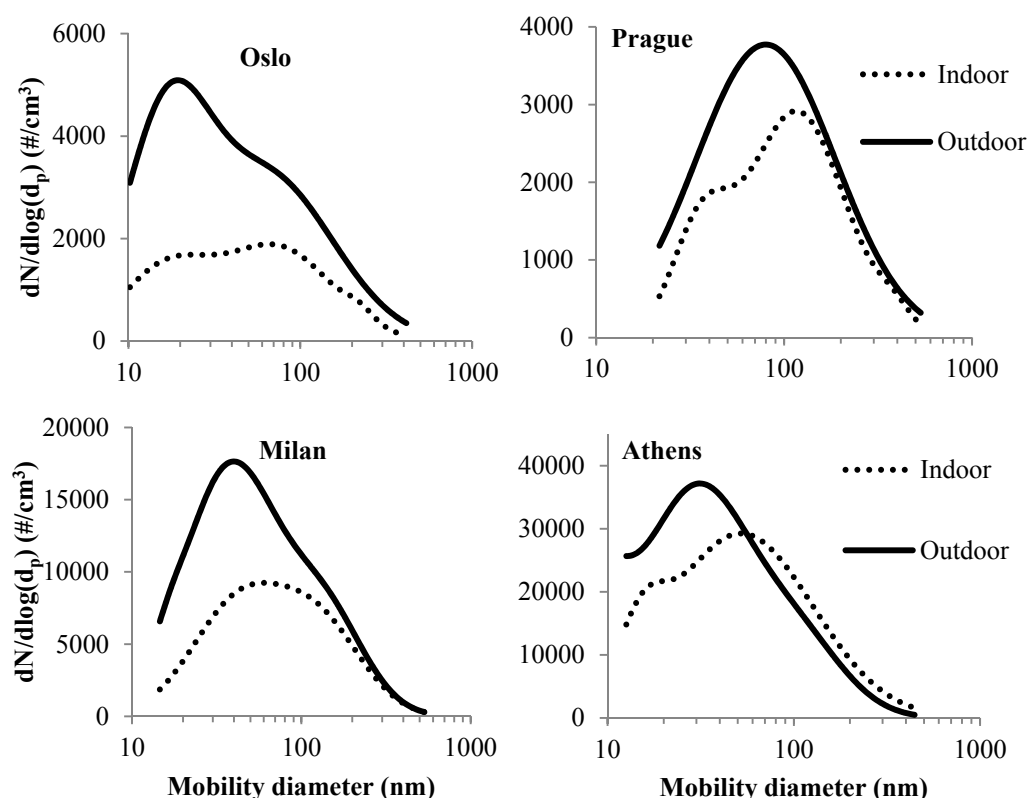 Oslo
dN/dlog(dp) (#/cm³)
6000
4000
2000
0
10
100
1000
Prague
4000
3000
2000
1000
0
10
100
1000
Indoor
Outdoor
Milan
dN/dlog(dp) (#/cm³)
20000
15000
10000
5000
0
10
100
1000
Mobility diameter (nm)
Athens
40000
30000
20000
10000
0
10
100
1000
Mobility diameter (nm)
Indoor
Outdoor